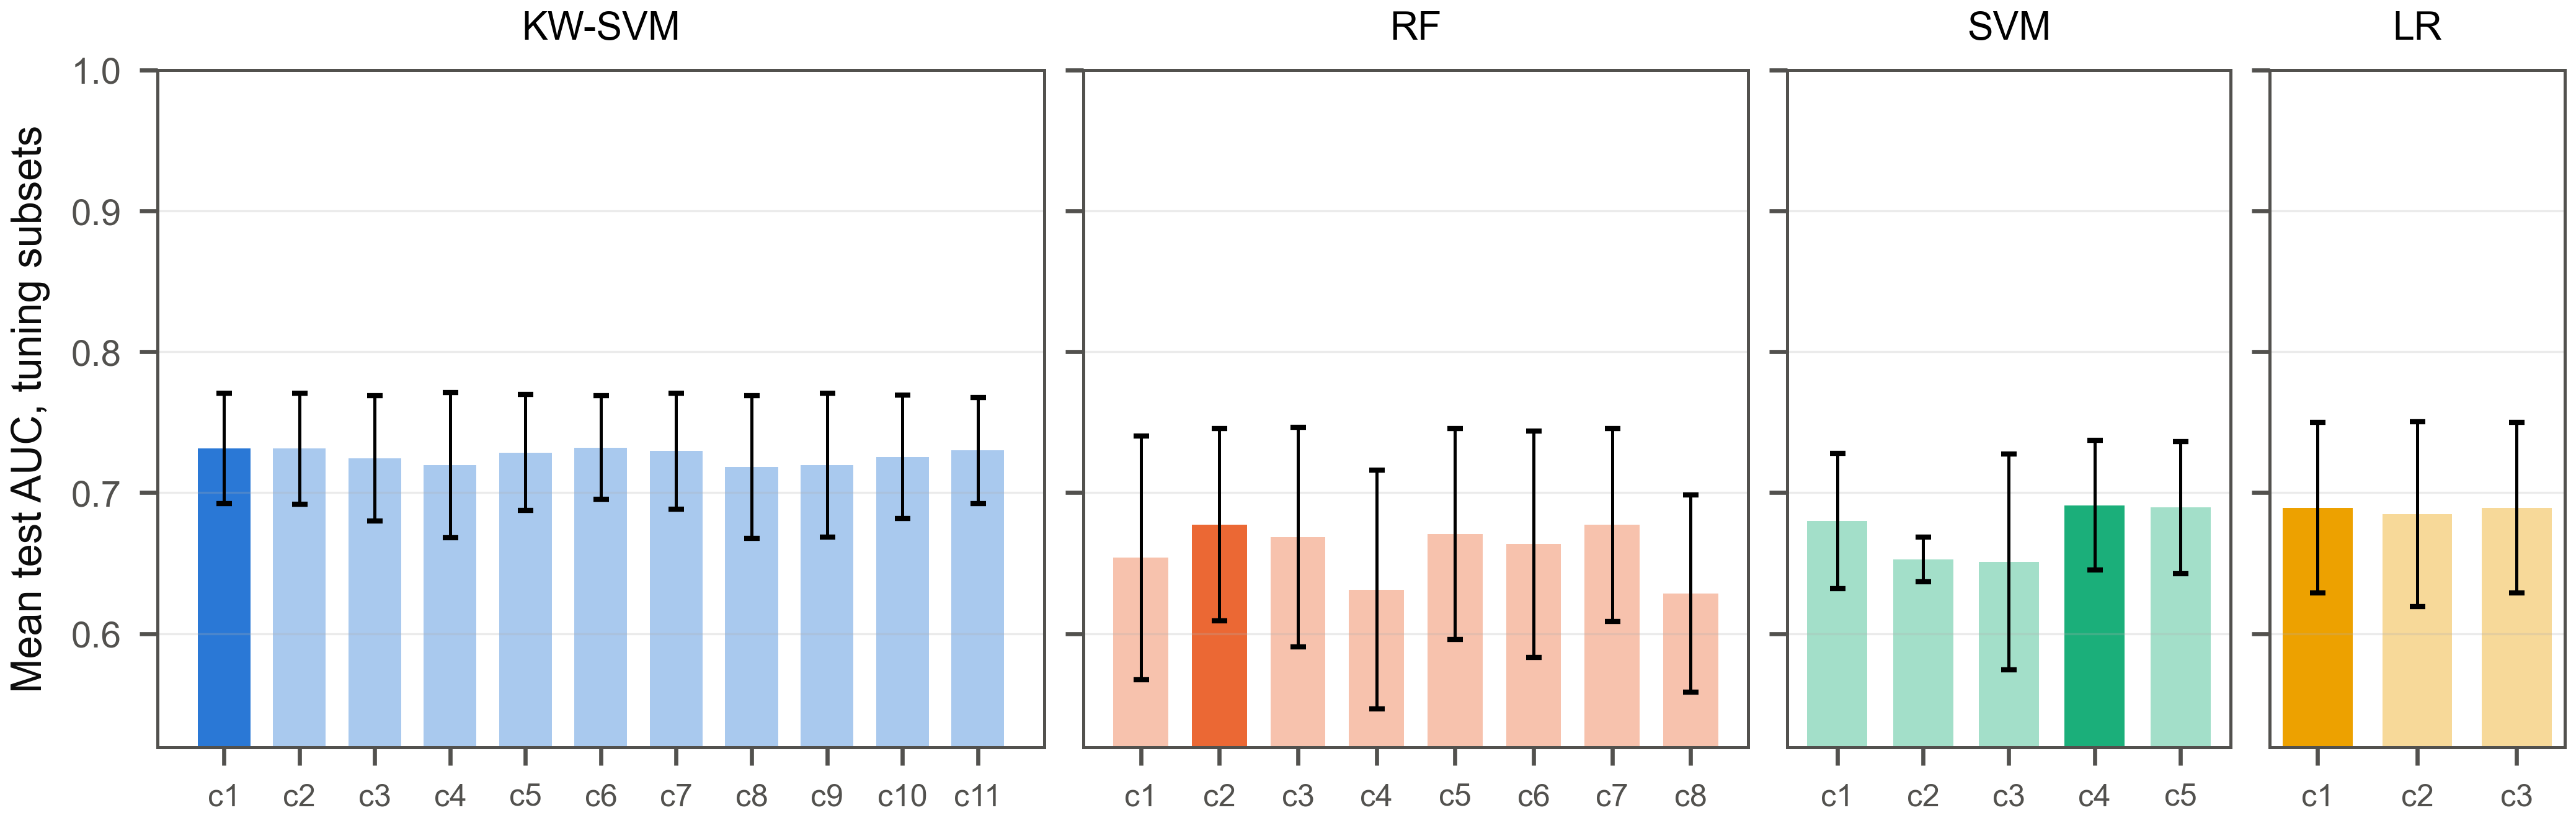 KW-SVM
RF
SVM
LR
Mean test AUC, tuning subsets
1.0
0.9
0.8
0.7
0.6
c1 c2 c3 c4 c5 c6 c7 c8 c9 c10 c11
c1 c2 c3 c4 c5 c6 c7 c8
c1 c2 c3 c4 c5
c1 c2 c3